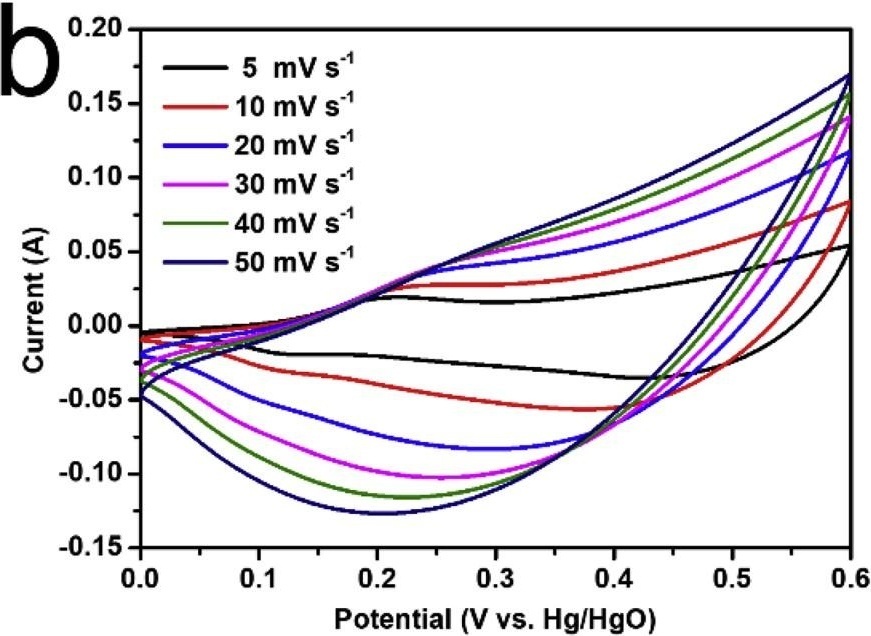 b
0.20
0.15
0.10
0.05
0.00
-0.05
-0.10
-0.15
Current (A)
5 mV s⁻¹
10 mV s⁻¹
20 mV s⁻¹
30 mV s⁻¹
40 mV s⁻¹
50 mV s⁻¹
0.0 0.1 0.2 0.3 0.4 0.5 0.6
Potential (V vs. Hg/HgO)